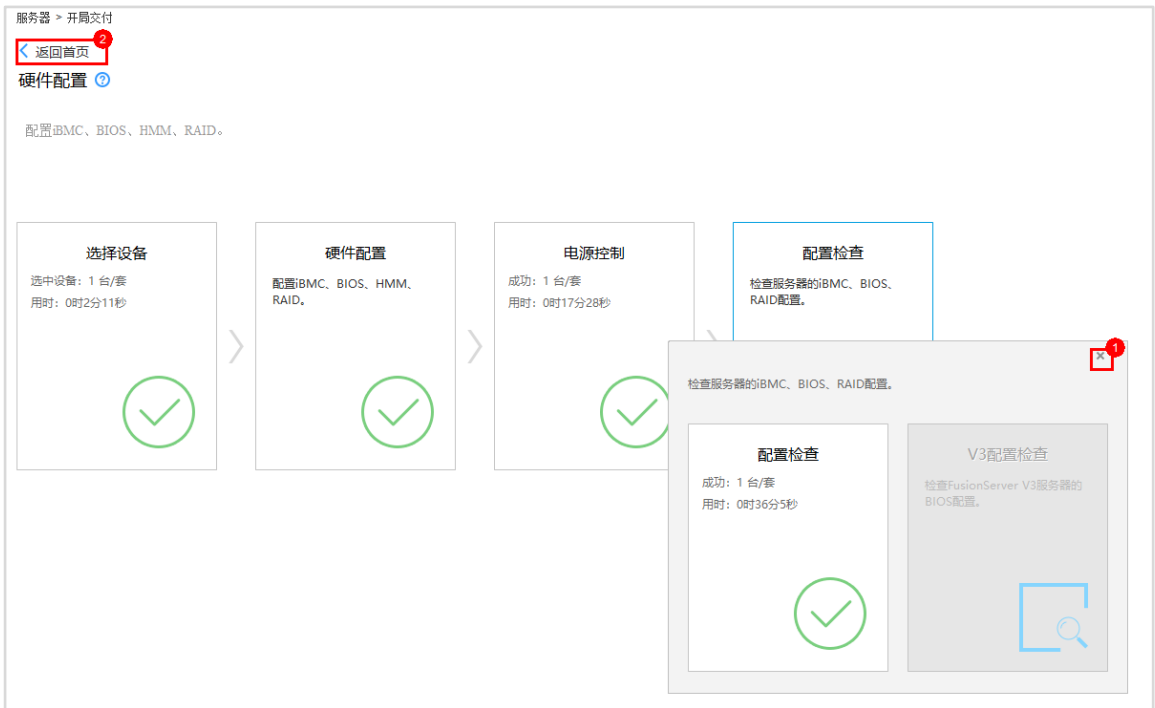 服务器 > 开局交付
2
返回首页
硬件配置 ?
配置iBMC、BIOS、HMM、RAID。
选择设备
选中设备：1 台/套
用时：0时2分11秒
硬件配置
配置iBMC、BIOS、HMM、
RAID。
电源控制
成功：1 台/套
用时：0时17分28秒
配置检查
检查服务器的iBMC、BIOS、
RAID配置。
1
×
检查服务器的iBMC、BIOS、RAID配置。
配置检查
成功：1 台/套
用时：0时36分5秒
V3配置检查
检查FusionServer V3服务器的
BIOS配置。